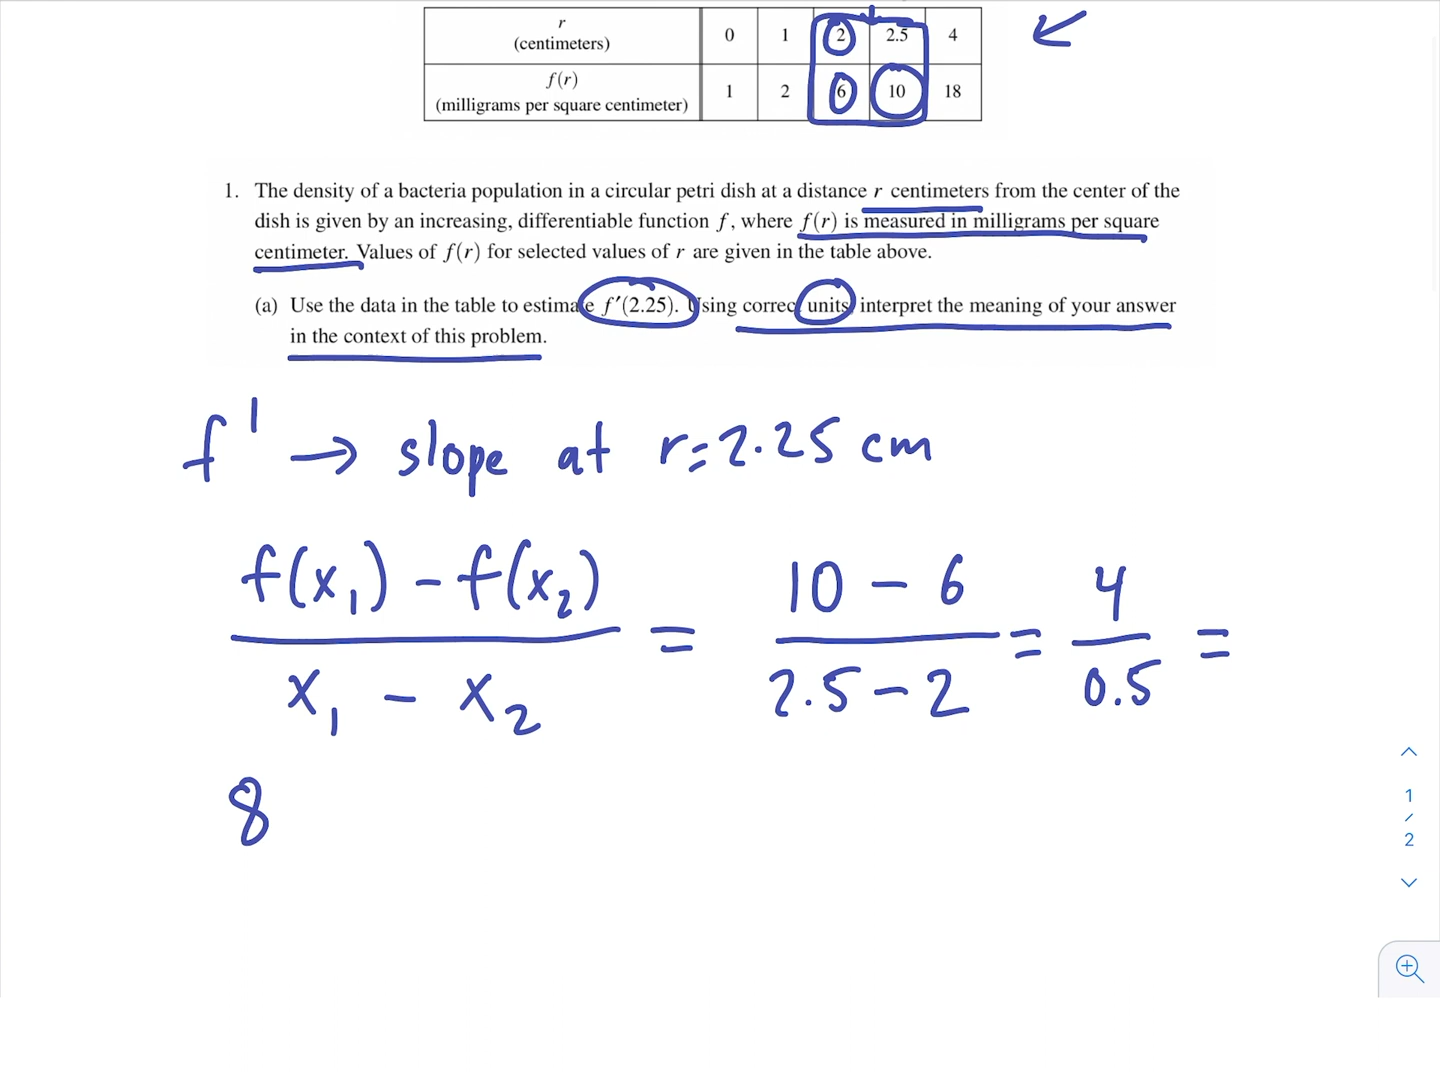 r (centimeters) 0 1 2 2.5 4
f(r) (milligrams per square centimeter) 1 2 6 10 18
1. The density of a bacteria population in a circular petri dish at a distance r centimeters from the center of the
dish is given by an increasing, differentiable function f, where f(r) is measured in milligrams per square
centimeter. Values of f(r) for selected values of r are given in the table above.
(a) Use the data in the table to estimate f′(2.25). Using correct units, interpret the meaning of your answer
in the context of this problem.
f' → slope at r=2.25 cm
f(x₁) - f(x₂) / x₁ - x₂ = 10 - 6 / 2.5 - 2 = 4 / 0.5 =
8
1
/
2